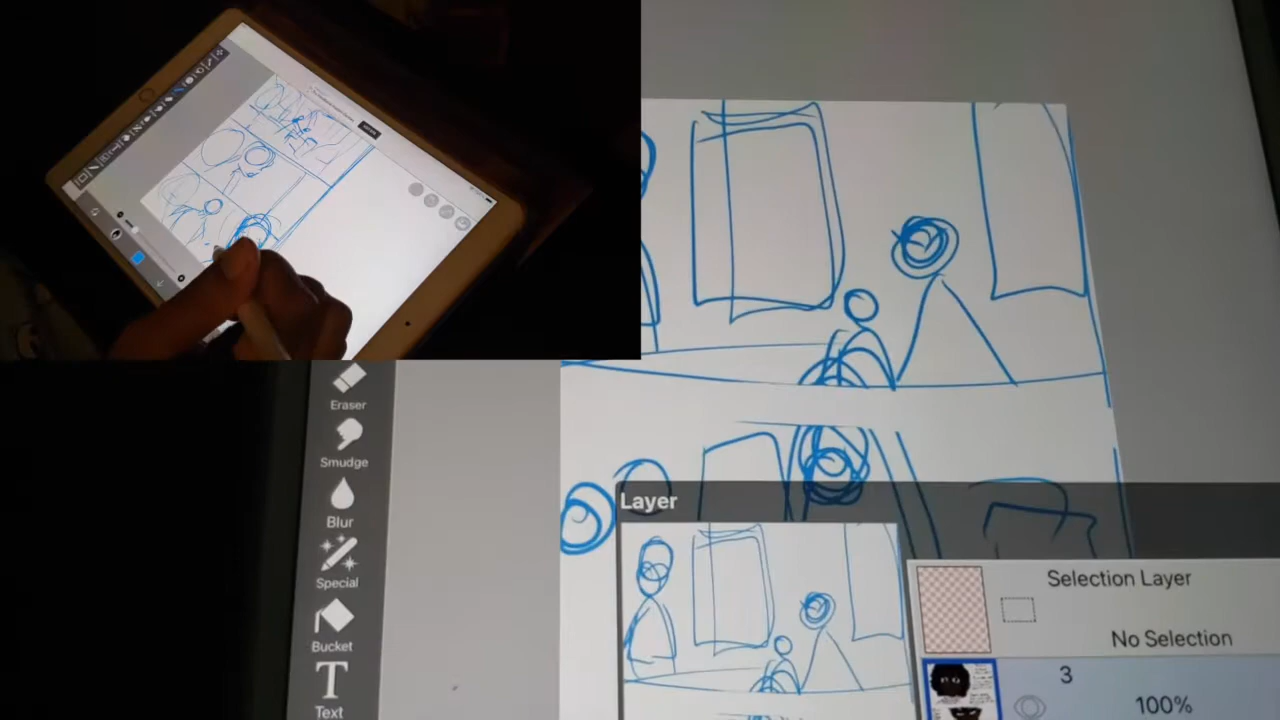 Eraser
Smudge
Blur
Special
Bucket
Text
Layer
Selection Layer
No Selection
3
100%